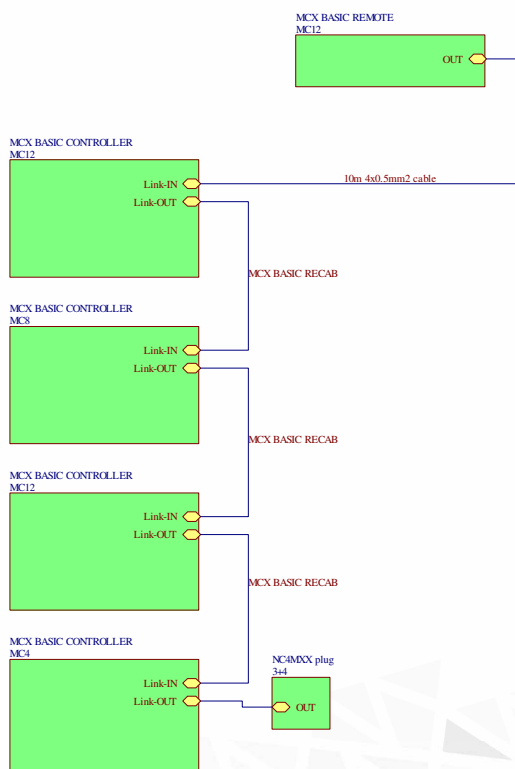 MCX BASIC REMOTE
MC12
OUT
MCX BASIC CONTROLLER
MC12
Link-IN
10m 4x0.5mm2 cable
Link-OUT
MCX BASIC RECAB
MCX BASIC CONTROLLER
MC8
Link-IN
Link-OUT
MCX BASIC RECAB
MCX BASIC CONTROLLER
MC12
Link-IN
Link-OUT
MCX BASIC RECAB
MCX BASIC CONTROLLER
MC4
NC4MXX plug
3+4
Link-IN
Link-OUT
OUT